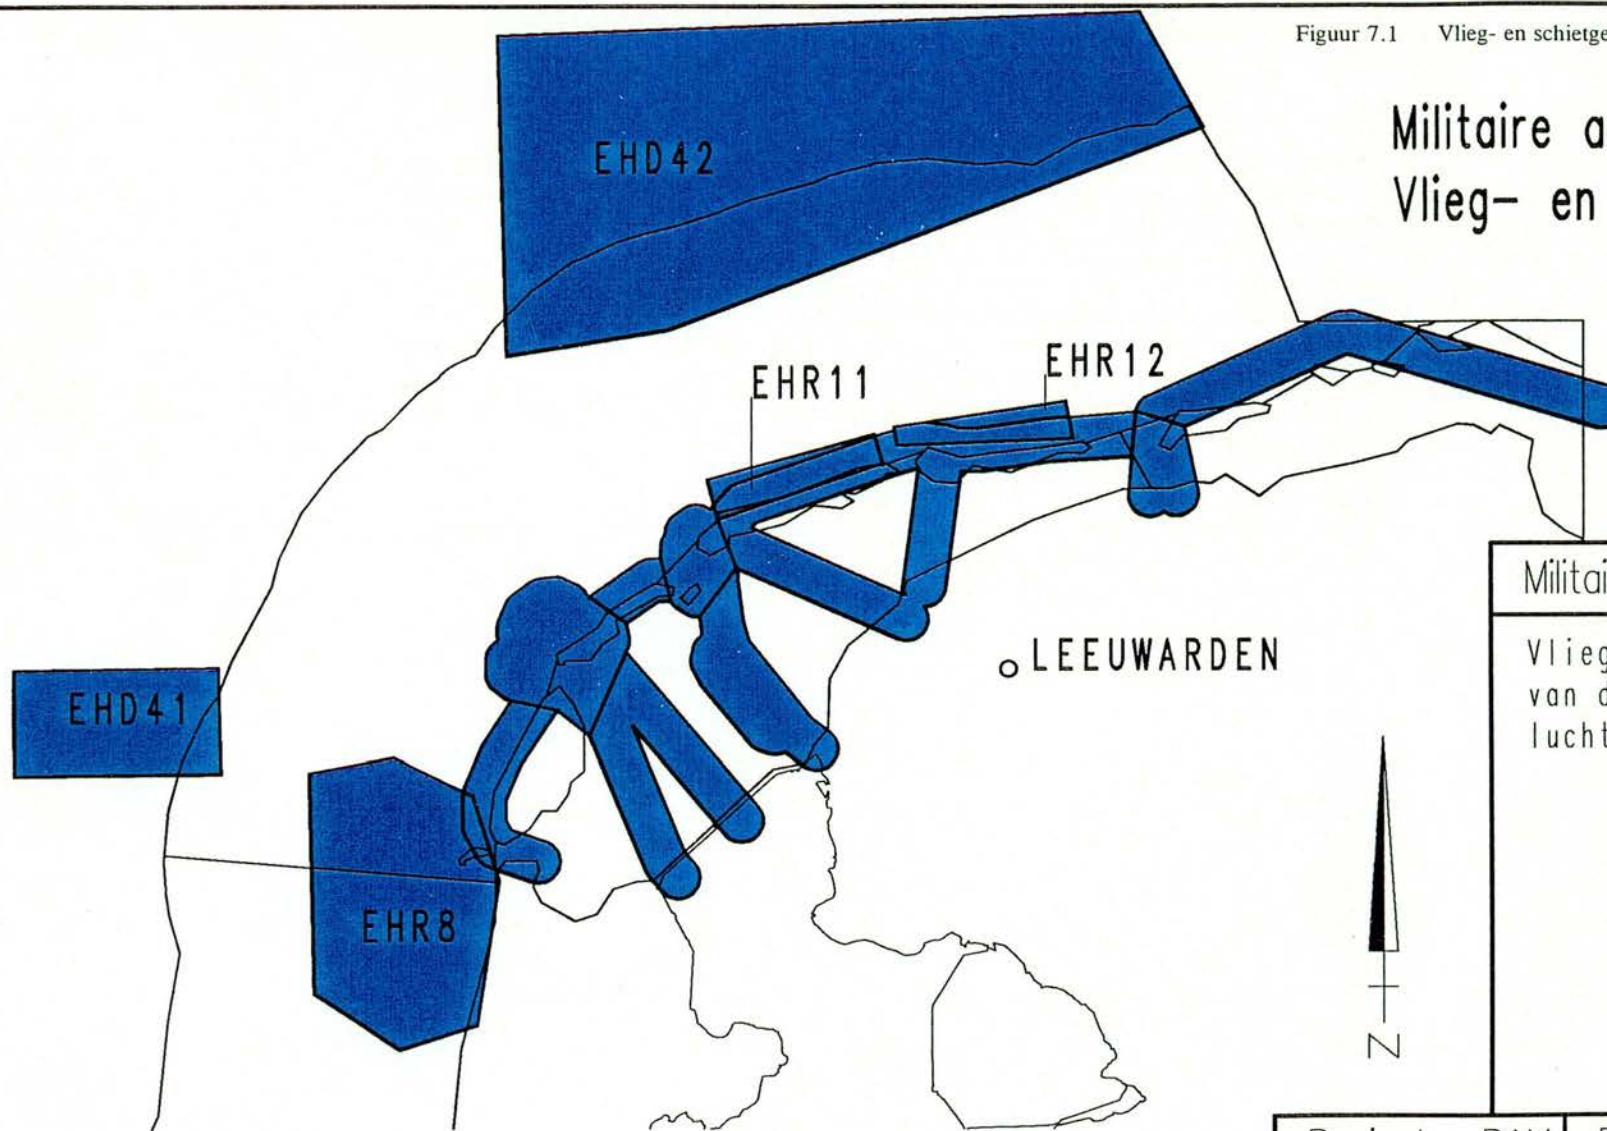 Figuur 7.1 Vlieg- en schietge
Militaire a
Vlieg- en
EHD42
EHR11
EHR12
LEEUWARDEN
EHD41
EHR8
Militai
Vlieg
van d
lucht
N